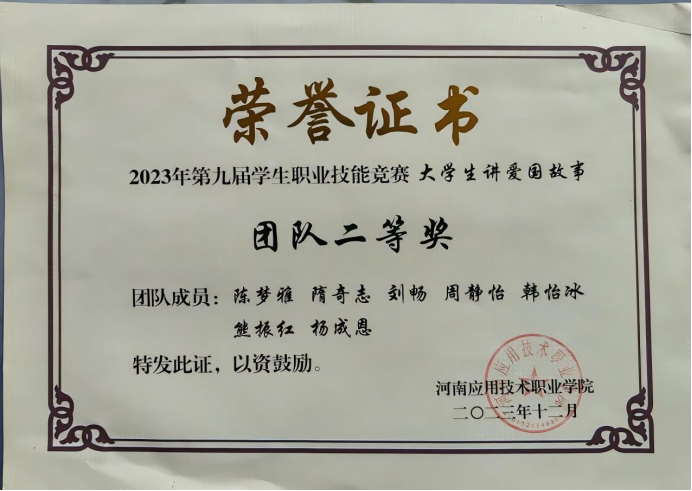 荣誉证书
2023年第九届学生职业技能竞赛 大学生讲爱国故事
团队二等奖
团队成员：陈梦雅 隋奇志 刘畅 周静怡 韩怡冰
熊振红 杨成恩
特发此证，以资鼓励。
河南应用技术职业学院
二〇二三年十二月